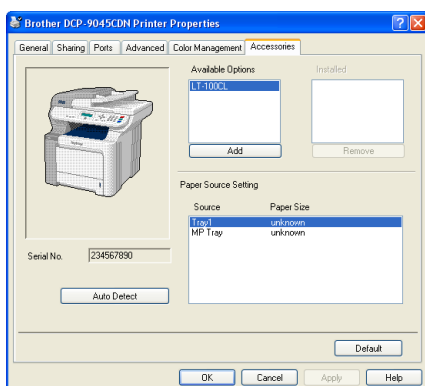 Brother DCP-9045CDN Printer Properties
General Sharing Ports Advanced Color Management Accessories
Available Options Installed
LT-100CL
Add Remove
Paper Source Setting
Source Paper Size
Tray1 unknown
MP Tray unknown
Serial No. 234567890
Auto Detect
Default
OK Cancel Apply Help